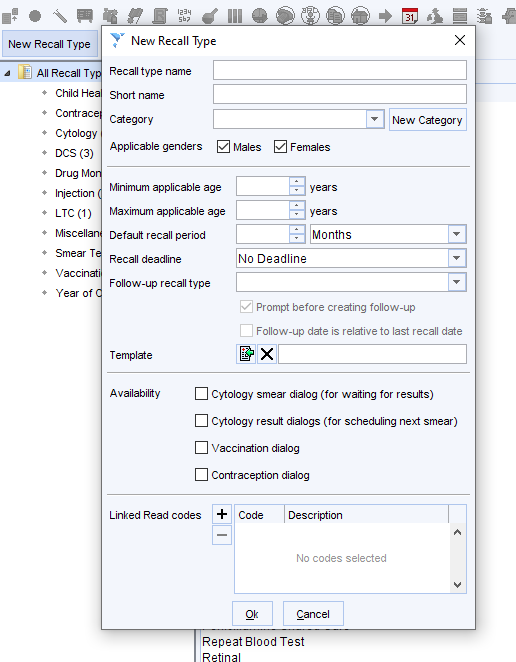 New Recall Type
New Recall Type
All Recall Typ
Child Hea
Contracep
Cytology (
DCS (3)
Drug Mon
Injection (
LTC (1)
Miscellane
Smear Te
Vaccinatio
Year of C
Recall type name
Short name
Category
New Category
Applicable genders Males Females
Minimum applicable age years
Maximum applicable age years
Default recall period Months
Recall deadline No Deadline
Follow-up recall type
Prompt before creating follow-up
Follow-up date is relative to last recall date
Template
Availability Cytology smear dialog (for waiting for results)
Cytology result dialogs (for scheduling next smear)
Vaccination dialog
Contraception dialog
Linked Read codes Code Description
No codes selected
Ok Cancel
Repeat Blood Test
Retinal